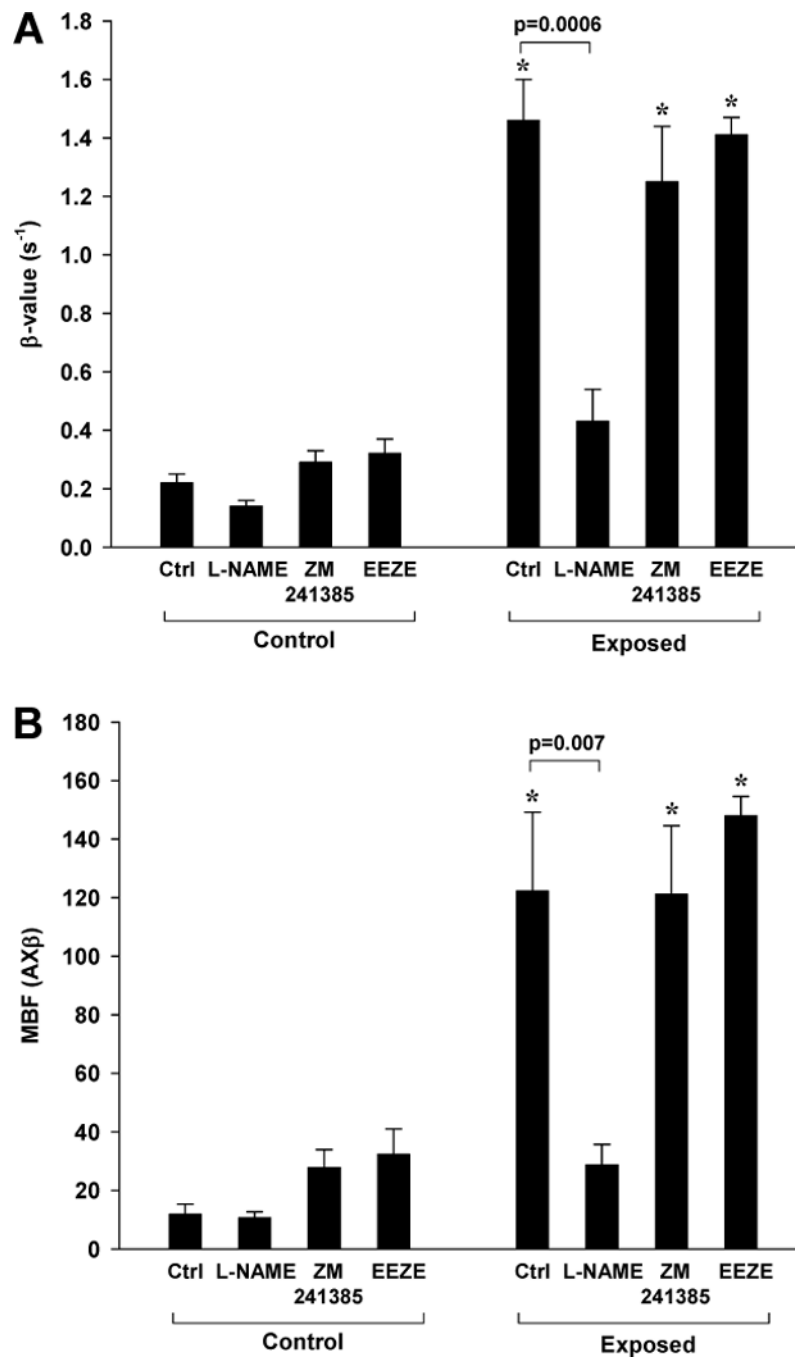 A
p=0.0006
* * *
1.8
1.6
1.4
1.2
1.0
0.8
0.6
0.4
0.2
0.0
β-value (s⁻¹)
Ctrl L-NAME ZM 241385 EEZE Ctrl L-NAME ZM 241385 EEZE
Control Exposed
B
p=0.007
* * *
180
160
140
120
100
80
60
40
20
0
MBF (AXβ)
Ctrl L-NAME ZM 241385 EEZE Ctrl L-NAME ZM 241385 EEZE
Control Exposed